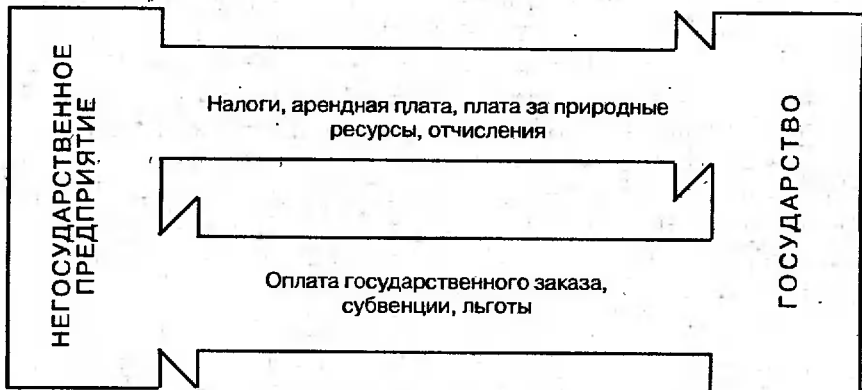 НЕГОСУДАРСТВЕННОЕ
ПРЕДПРИЯТИЕ
Налоги, арендная плата, плата за природные
ресурсы, отчисления
Оплата государственного заказа,
субвенции, льготы
ГОСУДАРСТВО